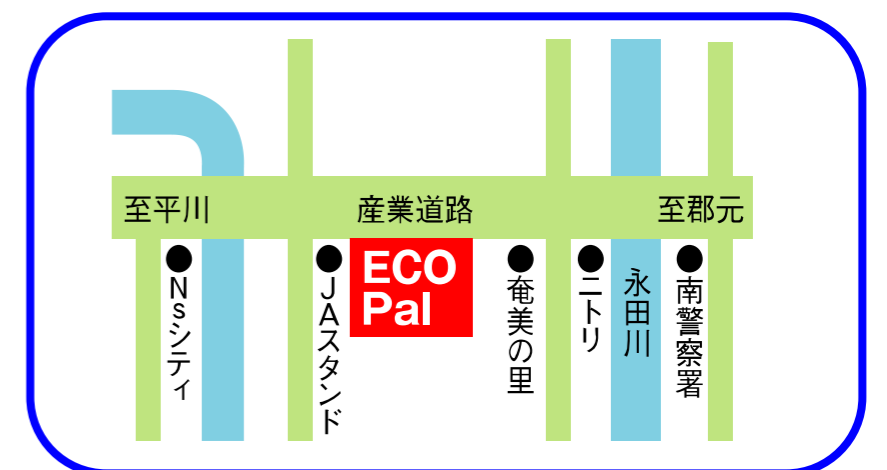 至平川
産業道路
至郡元
Nsシティ
JAスタンド
ECO
Pal
奄美の里
ニトリ
永田川
南警察署